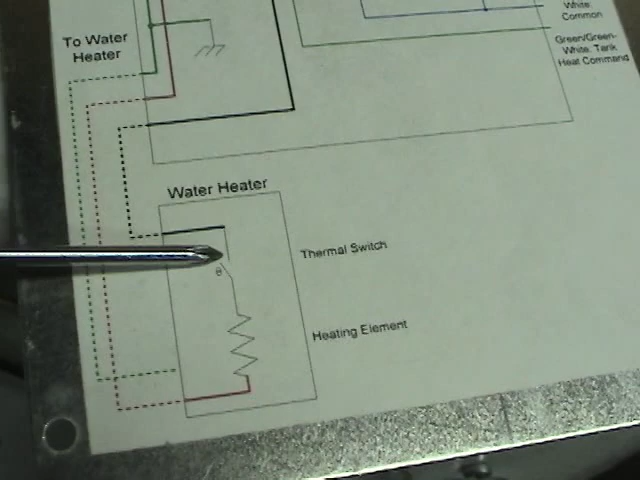 White.
Common
To Water
Heater
Green/Green-
White. Tank
Heat Command
Water Heater
Thermal Switch
θ
Heating Element